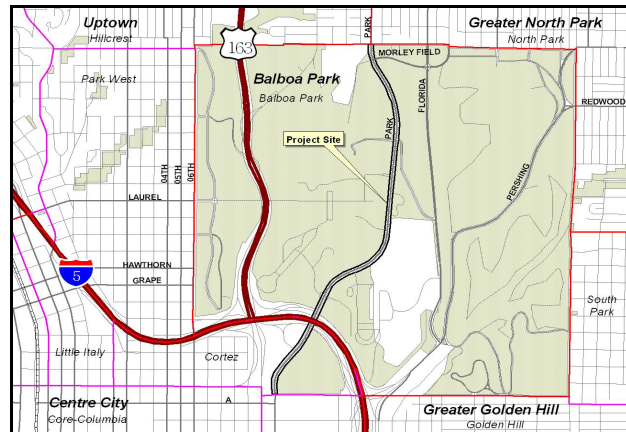 Uptown
Hillcrest
163
PARK
Greater North Park
North Park
MORLEY FIELD
Park West
Balboa Park
Balboa Park
FLORIDA
REDWOOD
PARK
Project Site
04TH
05TH
06TH
PERSHING
LAUREL
5
HAWTHORN
GRAPE
South
Park
Little Italy
Cortez
Centre City
Core-Columbia
A
Greater Golden Hill
Golden Hill